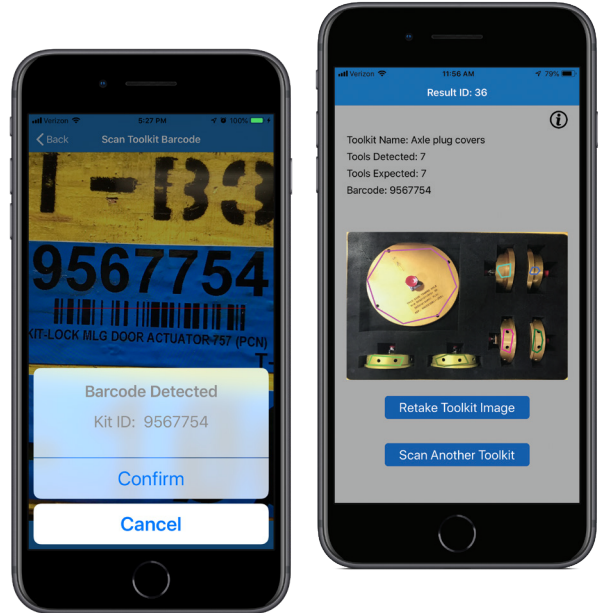 Verizon 5:27 PM 100%
Back Scan Toolkit Barcode
I-B3
9567754
KIT-LOCK MLG DOOR ACTUATOR 757 (PCN)
T-
Barcode Detected
Kit ID: 9567754
Confirm
Cancel
Verizon 11:56 AM 79%
Result ID: 36
Toolkit Name: Axle plug covers
Tools Detected: 7
Tools Expected: 7
Barcode: 9567754
Retake Toolkit Image
Scan Another Toolkit